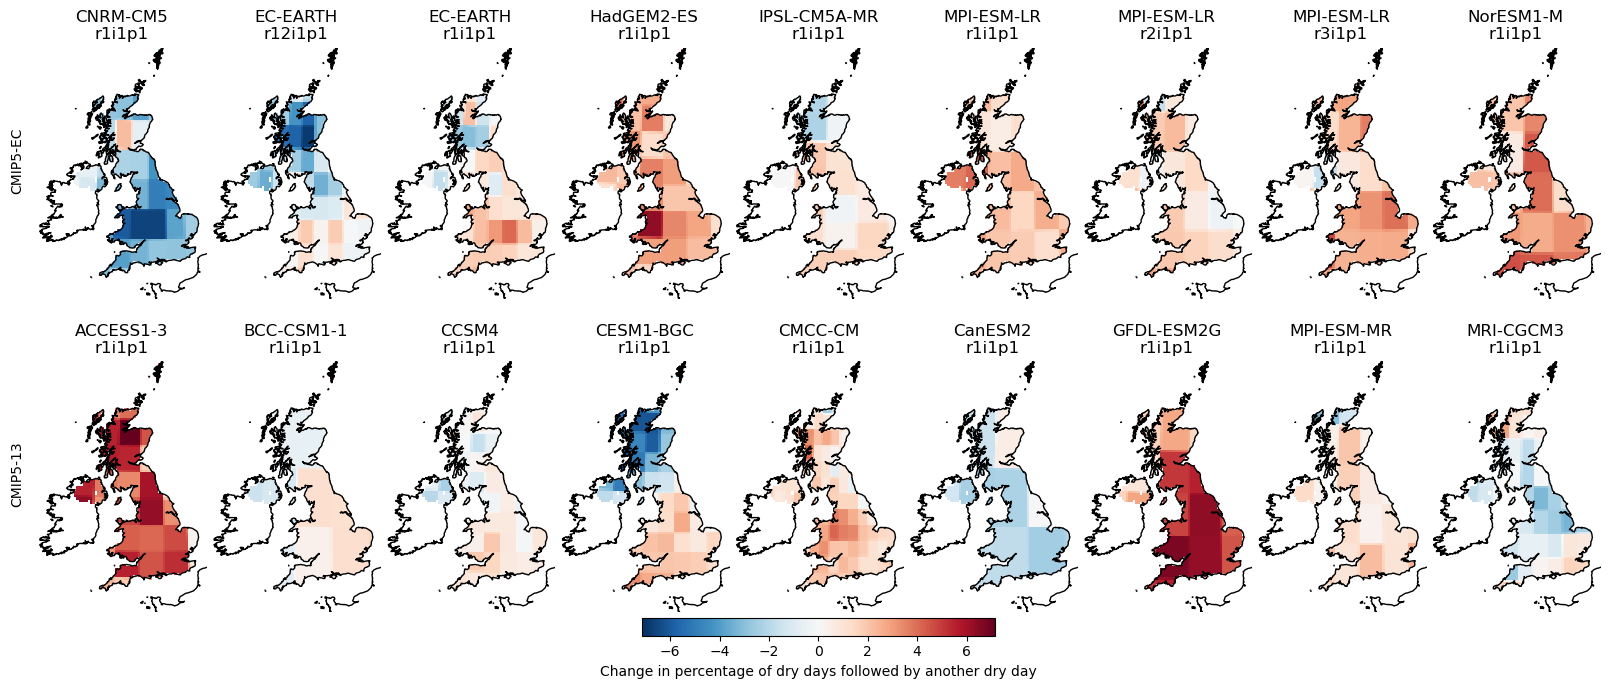 CNRM-CM5
r1i1p1
EC-EARTH
r12i1p1
EC-EARTH
r1i1p1
HadGEM2-ES
r1i1p1
IPSL-CM5A-MR
r1i1p1
MPI-ESM-LR
r1i1p1
MPI-ESM-LR
r2i1p1
MPI-ESM-LR
r3i1p1
NorESM1-M
r1i1p1
CMIP5-EC
ACCESS1-3
r1i1p1
BCC-CSM1-1
r1i1p1
CCSM4
r1i1p1
CESM1-BGC
r1i1p1
CMCC-CM
r1i1p1
CanESM2
r1i1p1
GFDL-ESM2G
r1i1p1
MPI-ESM-MR
r1i1p1
MRI-CGCM3
r1i1p1
CMIP5-13
−6 −4 −2 0 2 4 6
Change in percentage of dry days followed by another dry day